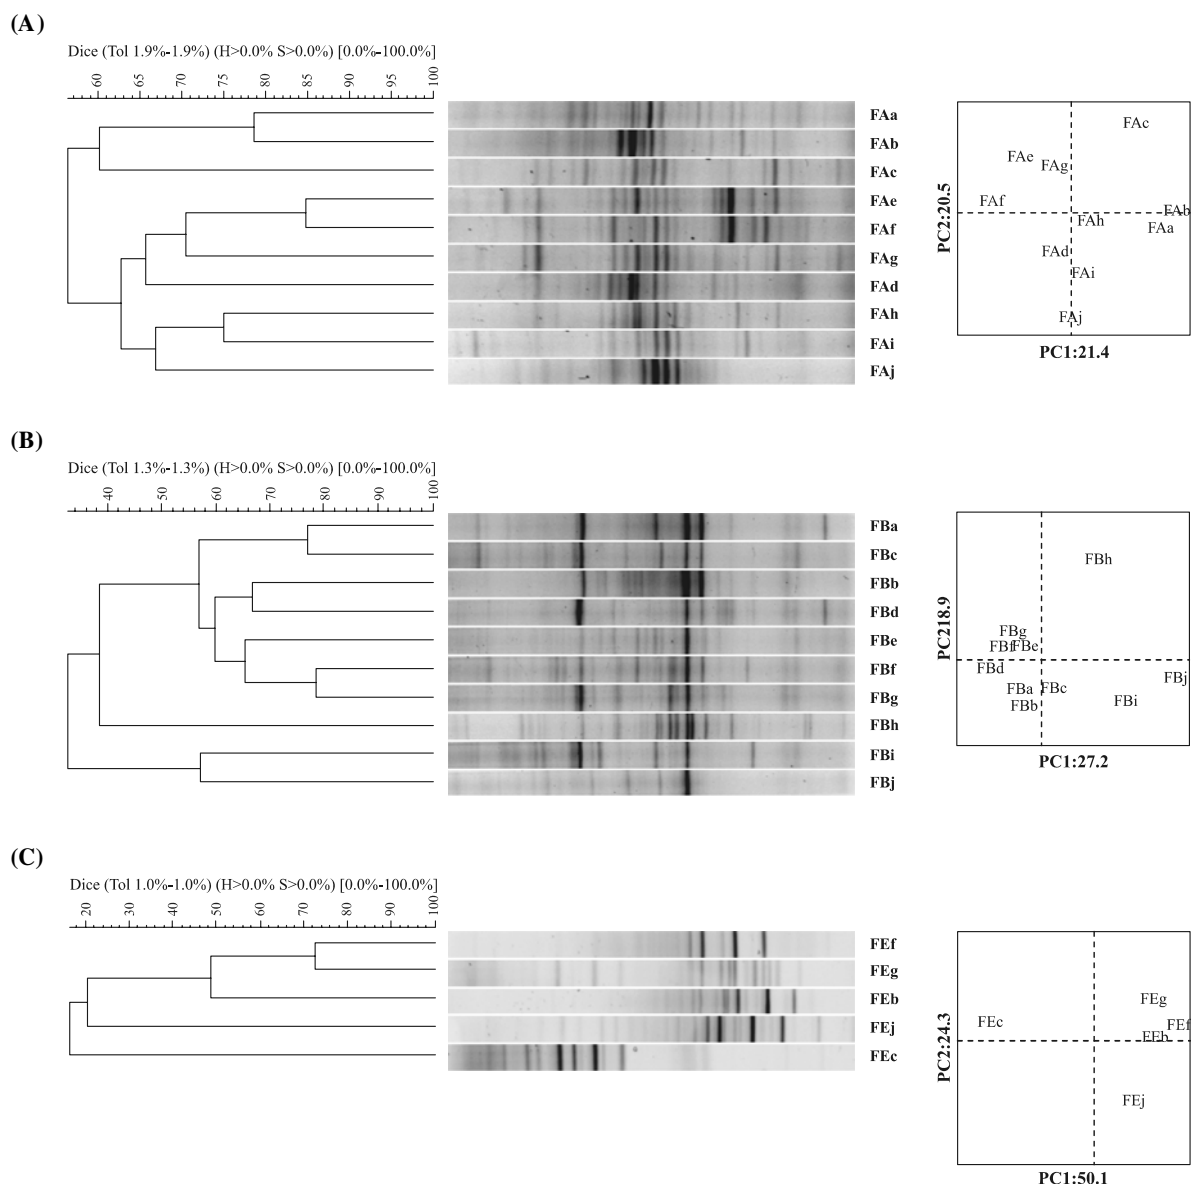 (A)
Dice (Tol 1.9%-1.9%) (H>0.0% S>0.0%) [0.0%-100.0%]
60 65 70 75 80 85 90 95 100
FAa
FAb
FAc
FAe
FAf
FAg
FAd
FAh
FAi
FAj
PC2:20.5
FAc
FAe
FAg
FAf
FAb
FAh
FAa
FAd
FAi
FAj
PC1:21.4
(B)
Dice (Tol 1.3%-1.3%) (H>0.0% S>0.0%) [0.0%-100.0%]
40 50 60 70 80 90 100
FBa
FBc
FBb
FBd
FBe
FBf
FBg
FBh
FBi
FBj
PC218.9
FBh
FBg
FBf FBe
FBd
FBj
FBa FBc
FBb
FBi
PC1:27.2
(C)
Dice (Tol 1.0%-1.0%) (H>0.0% S>0.0%) [0.0%-100.0%]
20 30 40 50 60 70 80 90 100
FEf
FEg
FEb
FEj
FEc
PC2:24.3
FEg
FEc
FEf
FEb
FEj
PC1:50.1